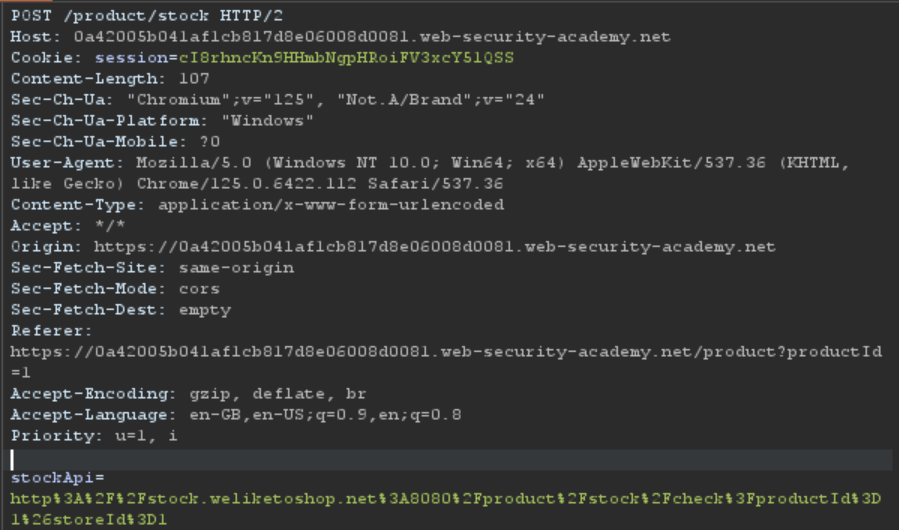 POST /product/stock HTTP/2
Host: 0a42005b041af1cb817d8e06008d0081.web-security-academy.net
Cookie: session=cI8rhncKn9HHmbNgpHRoiFV3xcY51QSS
Content-Length: 107
Sec-Ch-Ua: "Chromium";v="125", "Not.A/Brand";v="24"
Sec-Ch-Ua-Platform: "Windows"
Sec-Ch-Ua-Mobile: ?0
User-Agent: Mozilla/5.0 (Windows NT 10.0; Win64; x64) AppleWebKit/537.36 (KHTML,
like Gecko) Chrome/125.0.6422.112 Safari/537.36
Content-Type: application/x-www-form-urlencoded
Accept: */*
Origin: https://0a42005b041af1cb817d8e06008d0081.web-security-academy.net
Sec-Fetch-Site: same-origin
Sec-Fetch-Mode: cors
Sec-Fetch-Dest: empty
Referer:
https://0a42005b041af1cb817d8e06008d0081.web-security-academy.net/product?productId
=1
Accept-Encoding: gzip, deflate, br
Accept-Language: en-GB,en-US;q=0.9,en;q=0.8
Priority: u=1, i
stockApi=
http%3A%2F%2Fstock.weliketoshop.net%3A8080%2Fproduct%2Fstock%2Fcheck%3FproductId%3D
1%26storeId%3D1